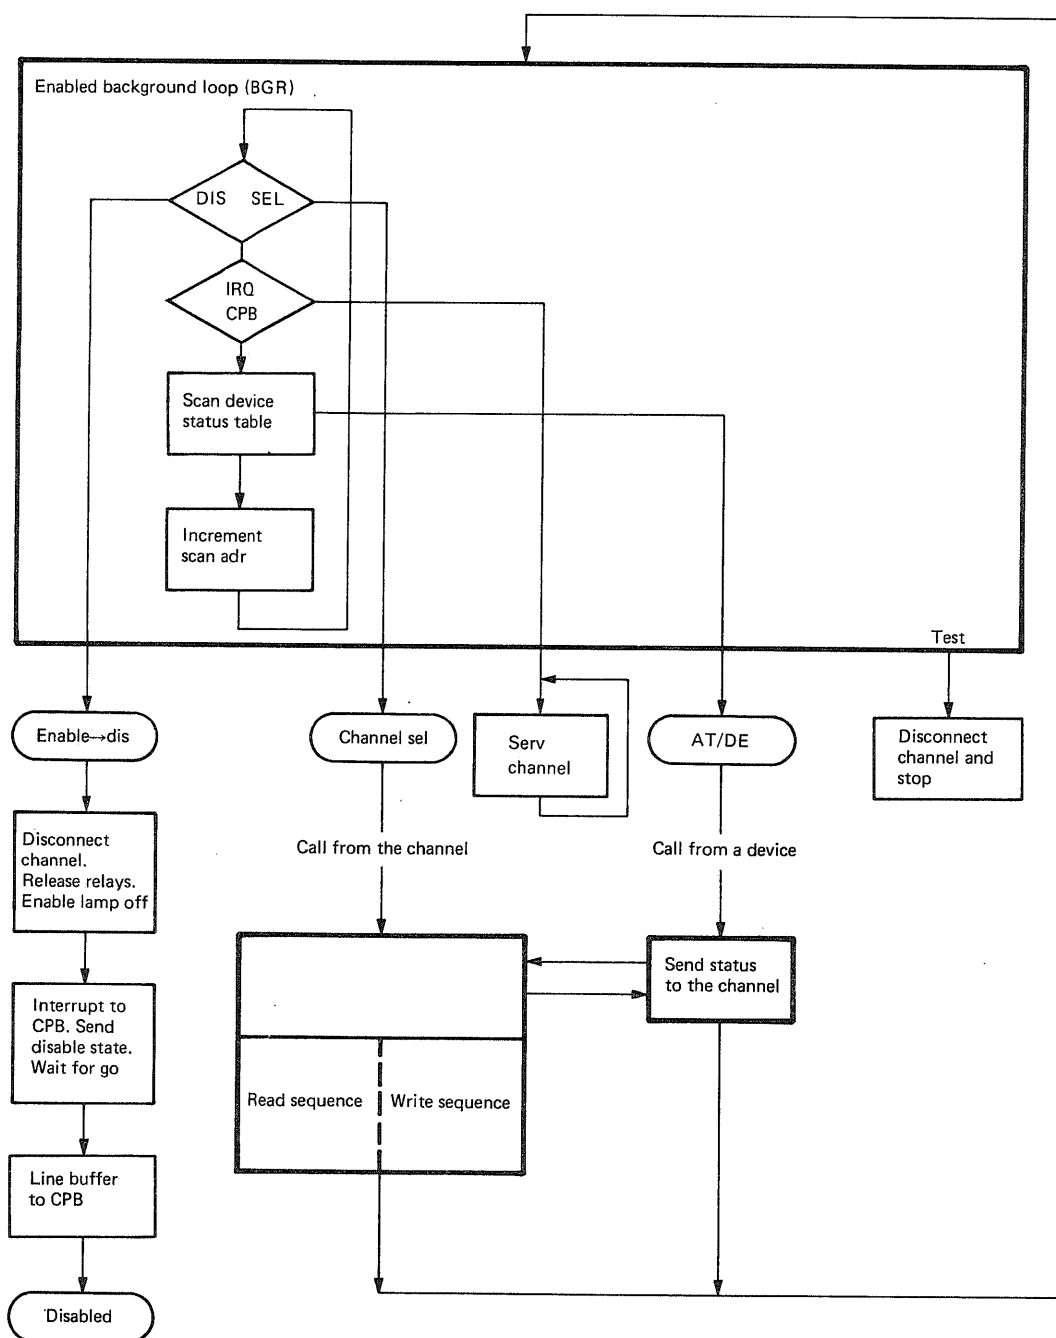 Enabled background loop (BGR)
DIS SEL
IRQ
CPB
Scan device
status table
Increment
scan adr
Test
Enable→dis
Channel sel
Serv
channel
AT/DE
Disconnect
channel and
stop
Disconnect
channel.
Release relays.
Enable lamp off
Call from the channel
Call from a device
Send status
to the channel
Interrupt to
CPB. Send
disable state.
Wait for go
Read sequence
Write sequence
Line buffer
to CPB
Disabled